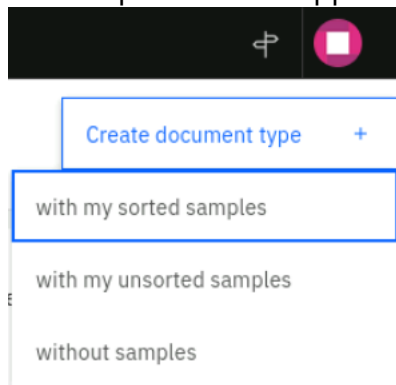 Create document type +
with my sorted samples
with my unsorted samples
without samples